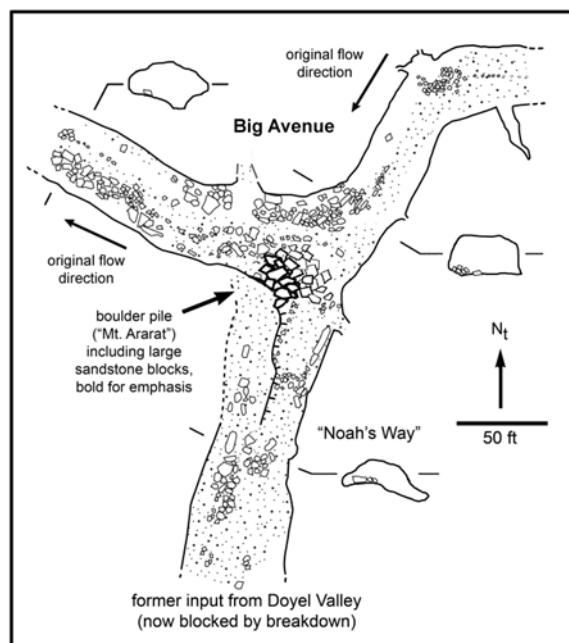 original flow
direction
Big Avenue
original flow
direction
boulder pile
("Mt. Ararat")
including large
sandstone blocks,
bold for emphasis
Nt
50 ft
"Noah's Way"
former input from Doyel Valley
(now blocked by breakdown)